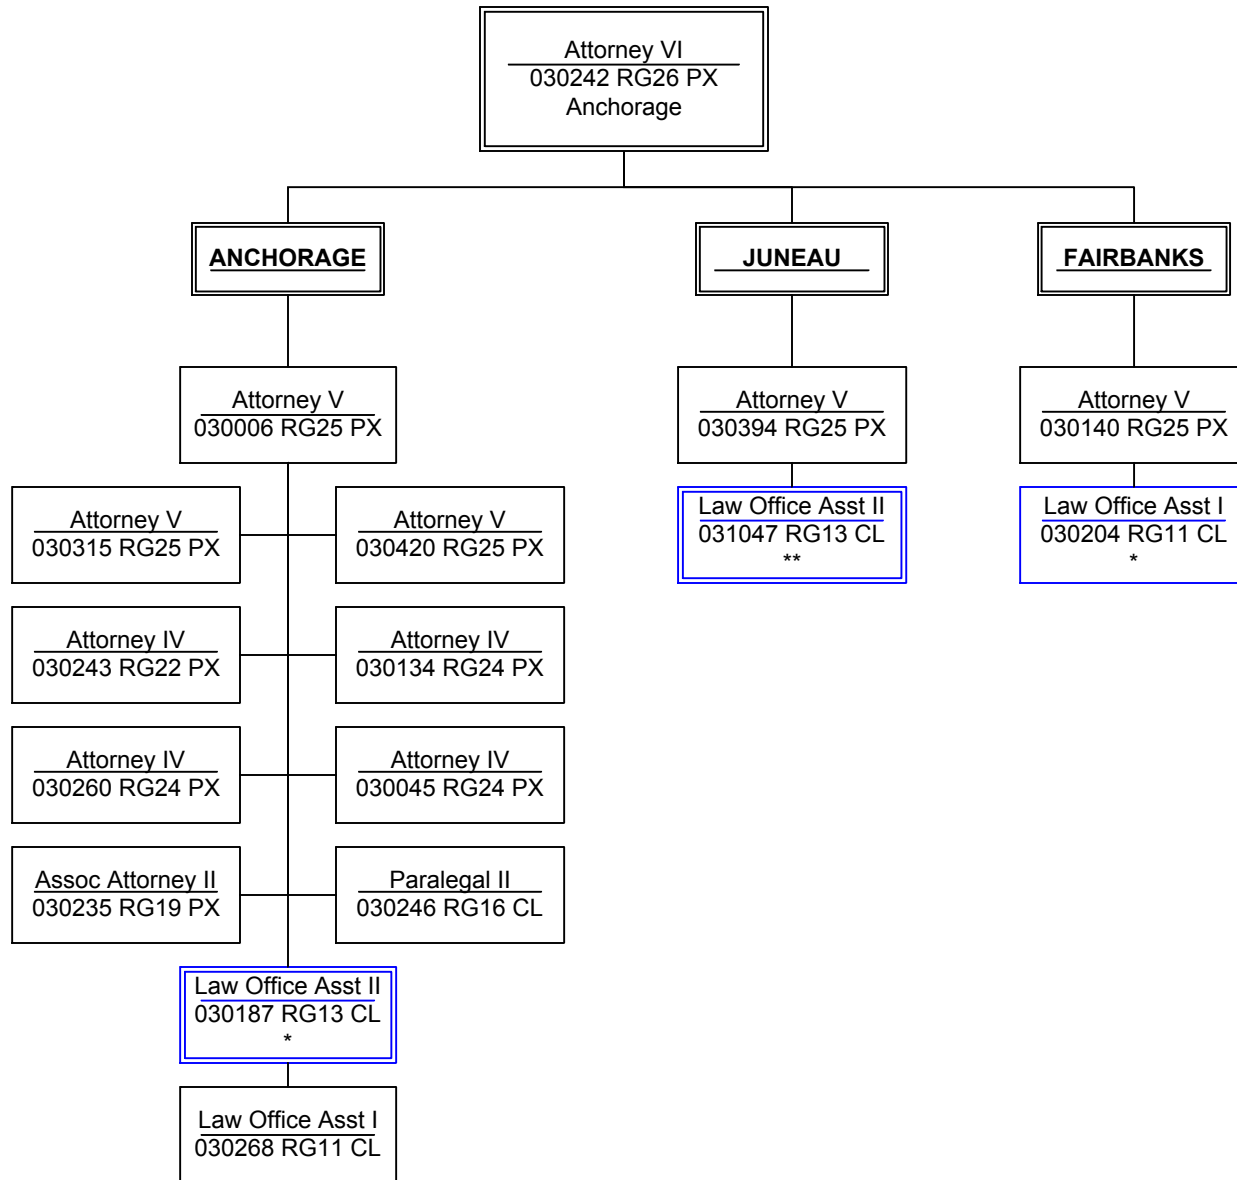 Attorney VI
030242 RG26 PX
Anchorage
ANCHORAGE
JUNEAU
FAIRBANKS
Attorney V
030006 RG25 PX
Attorney V
030394 RG25 PX
Attorney V
030140 RG25 PX
Attorney V
030315 RG25 PX
Attorney V
030420 RG25 PX
Law Office Asst II
031047 RG13 CL
**
Law Office Asst I
030204 RG11 CL
*
Attorney IV
030243 RG22 PX
Attorney IV
030134 RG24 PX
Attorney IV
030260 RG24 PX
Attorney IV
030045 RG24 PX
Assoc Attorney II
030235 RG19 PX
Paralegal II
030246 RG16 CL
Law Office Asst II
030187 RG13 CL
*
Law Office Asst I
030268 RG11 CL